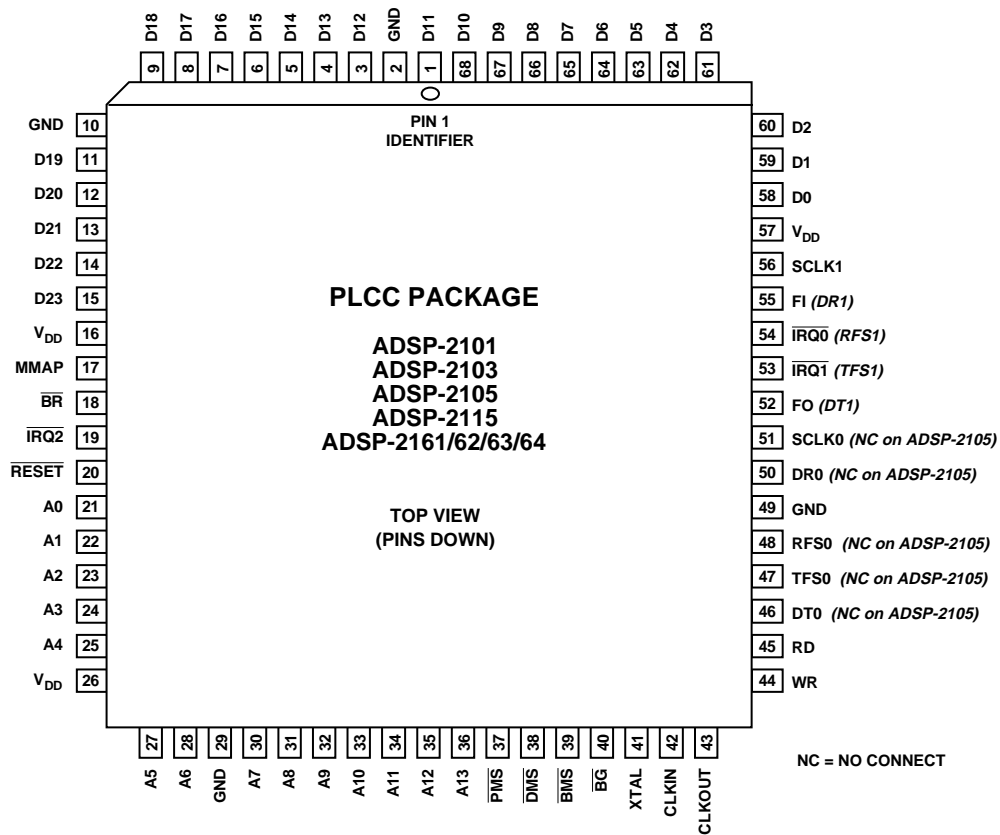 D18 D17 D16 D15 D14 D13 D12 GND D11 D10 D9 D8 D7 D6 D5 D4 D3
9 8 7 6 5 4 3 2 1 68 67 66 65 64 63 62 61
PIN 1
IDENTIFIER
GND 10
D19 11
D20 12
D21 13
D22 14
D23 15
VDD 16
MMAP 17
BR 18
IRQ2 19
RESET 20
A0 21
A1 22
A2 23
A3 24
A4 25
VDD 26
PLCC PACKAGE
ADSP-2101
ADSP-2103
ADSP-2105
ADSP-2115
ADSP-2161/62/63/64
TOP VIEW
(PINS DOWN)
60 D2
59 D1
58 D0
57 VDD
56 SCLK1
55 FI (DR1)
54 IRQ0 (RFS1)
53 IRQ1 (TFS1)
52 FO (DT1)
51 SCLK0 (NC on ADSP-2105)
50 DR0 (NC on ADSP-2105)
49 GND
48 RFS0 (NC on ADSP-2105)
47 TFS0 (NC on ADSP-2105)
46 DT0 (NC on ADSP-2105)
45 RD
44 WR
27 28 29 30 31 32 33 34 35 36 37 38 39 40 41 42 43
A5 A6 GND A7 A8 A9 A10 A11 A12 A13 PMS DMS BMS BG XTAL CLKIN CLKOUT
NC = NO CONNECT